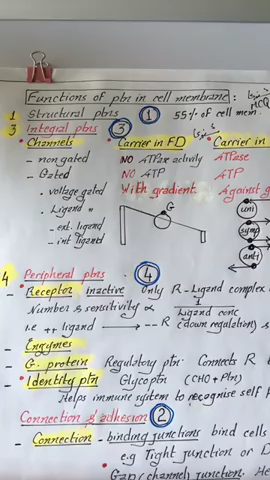 Functions of ptn in cell membrane :
MCQ
1 Structural ptns ① 55% of cell mem.
3 Integral ptns ③
• Channels • Carrier in FD • Carrier in
- non gated NO ATPase activity ATPase
- Gated NO ATP ATP
. voltage gated With gradient Against g
. Ligand "
- ext. ligand
- int ligand
G
uni
symp
anti
4 Peripheral ptns ④
- Receptor inactive Only R-Ligand complex
Number & sensitivity ∝ 1/Ligand conc
i.e ++ ligand → -- R (down regulation)
- Enzymes
- G. protein Regulatory ptn. Connects R
- Identity ptn Glycoptn (CHO + Ptn)
Helps immune system to recognise self
Connection & adhesion ②
- Connection - binding junctions bind cells
e.g Tight junction or D
• Gap (channel) junction. He